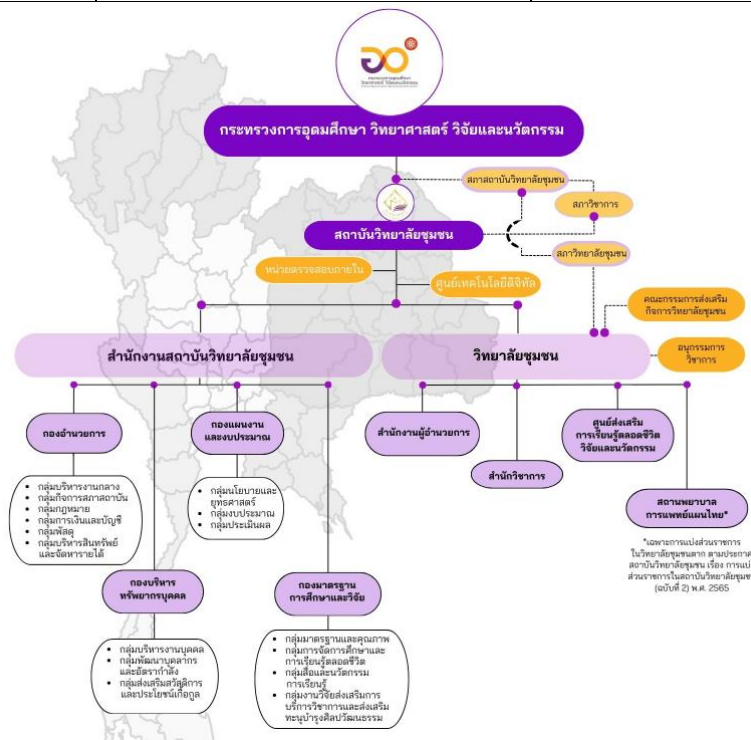 กระทรวงการอุดมศึกษา วิทยาศาสตร์ วิจัยและนวัตกรรม
สภาสถาบันวิทยาลัยชุมชน
สภาวิชาการ
สถาบันวิทยาลัยชุมชน
สภาวิทยาลัยชุมชน
หน่วยตรวจสอบภายใน
ศูนย์เทคโนโลยีดิจิทัล
คณะกรรมการส่งเสริม
กิจการวิทยาลัยชุมชน
สำนักงานสถาบันวิทยาลัยชุมชน
วิทยาลัยชุมชน
อนุกรรมการ
วิชาการ
กองอำนวยการ
• กลุ่มบริหารงานกลาง
• กลุ่มกิจการสภาสถาบัน
• กลุ่มกฎหมาย
• กลุ่มการเงินและบัญชี
• กลุ่มพัสดุ
• กลุ่มบริหารสินทรัพย์
และจัดหารายได้
กองแผนงาน
และงบประมาณ
• กลุ่มนโยบายและ
ยุทธศาสตร์
• กลุ่มงบประมาณ
• กลุ่มประเมินผล
สำนักงานผู้อำนวยการ
สำนักวิชาการ
ศูนย์ส่งเสริม
การเรียนรู้ตลอดชีวิต
วิจัยและนวัตกรรม
สถานพยาบาล
การแพทย์แผนไทย*
*เฉพาะการแบ่งส่วนราชการ
ในวิทยาลัยชุมชนตาก ตามประกาศ
สถาบันวิทยาลัยชุมชน เรื่อง การแบ่
ส่วนราชการในสถาบันวิทยาลัยชุมช
(ฉบับที่ 2) พ.ศ. 2565
กองบริหาร
ทรัพยากรบุคคล
• กลุ่มบริหารงานบุคคล
• กลุ่มพัฒนาบุคลากร
และอัตรากำลัง
• กลุ่มส่งเสริมสวัสดิการ
และประโยชน์เกื้อกูล
กองมาตรฐาน
การศึกษาและวิจัย
• กลุ่มมาตรฐานและคุณภาพ
• กลุ่มการจัดการศึกษาและ
การเรียนรู้ตลอดชีวิต
• กลุ่มสื่อและนวัตกรรม
การเรียนรู้
• กลุ่มงานวิจัยส่งเสริมการ
บริการวิชาการและส่งเสริม
ทะนุบำรุงศิลปวัฒนธรรม